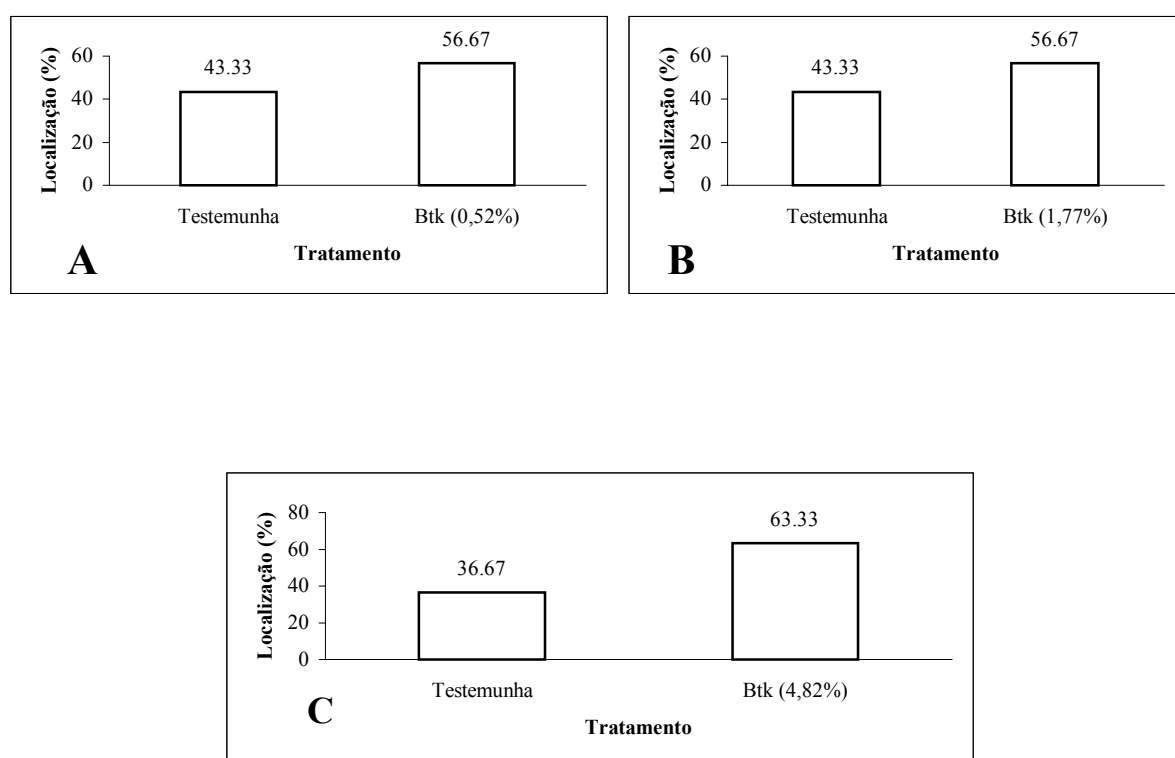 56.67
60
43.33
40
20
0
Localização (%)
Testemunha
Btk (0,52%)
Tratamento
A
56.67
60
43.33
40
20
0
Localização (%)
Testemunha
Btk (1,77%)
Tratamento
B
80
63.33
60
36.67
40
20
0
Localização (%)
Testemunha
Btk (4,82%)
Tratamento
C